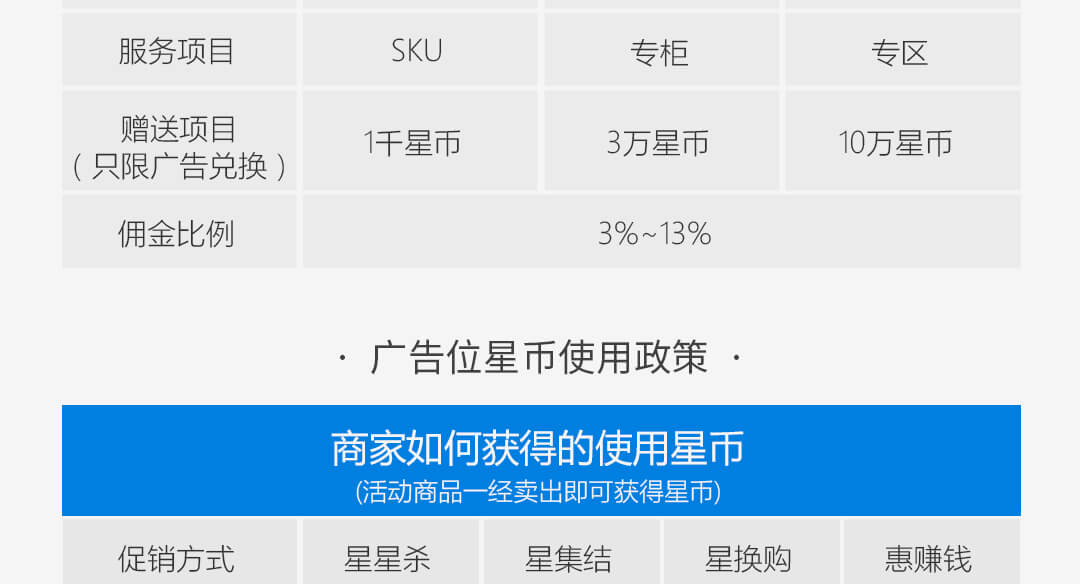 服务项目 SKU 专柜 专区
赠送项目
（只限广告兑换） 1千星币 3万星币 10万星币
佣金比例 3%~13%
· 广告位星币使用政策 ·
商家如何获得的使用星币
(活动商品一经卖出即可获得星币)
促销方式 星星杀 星集结 星换购 惠赚钱